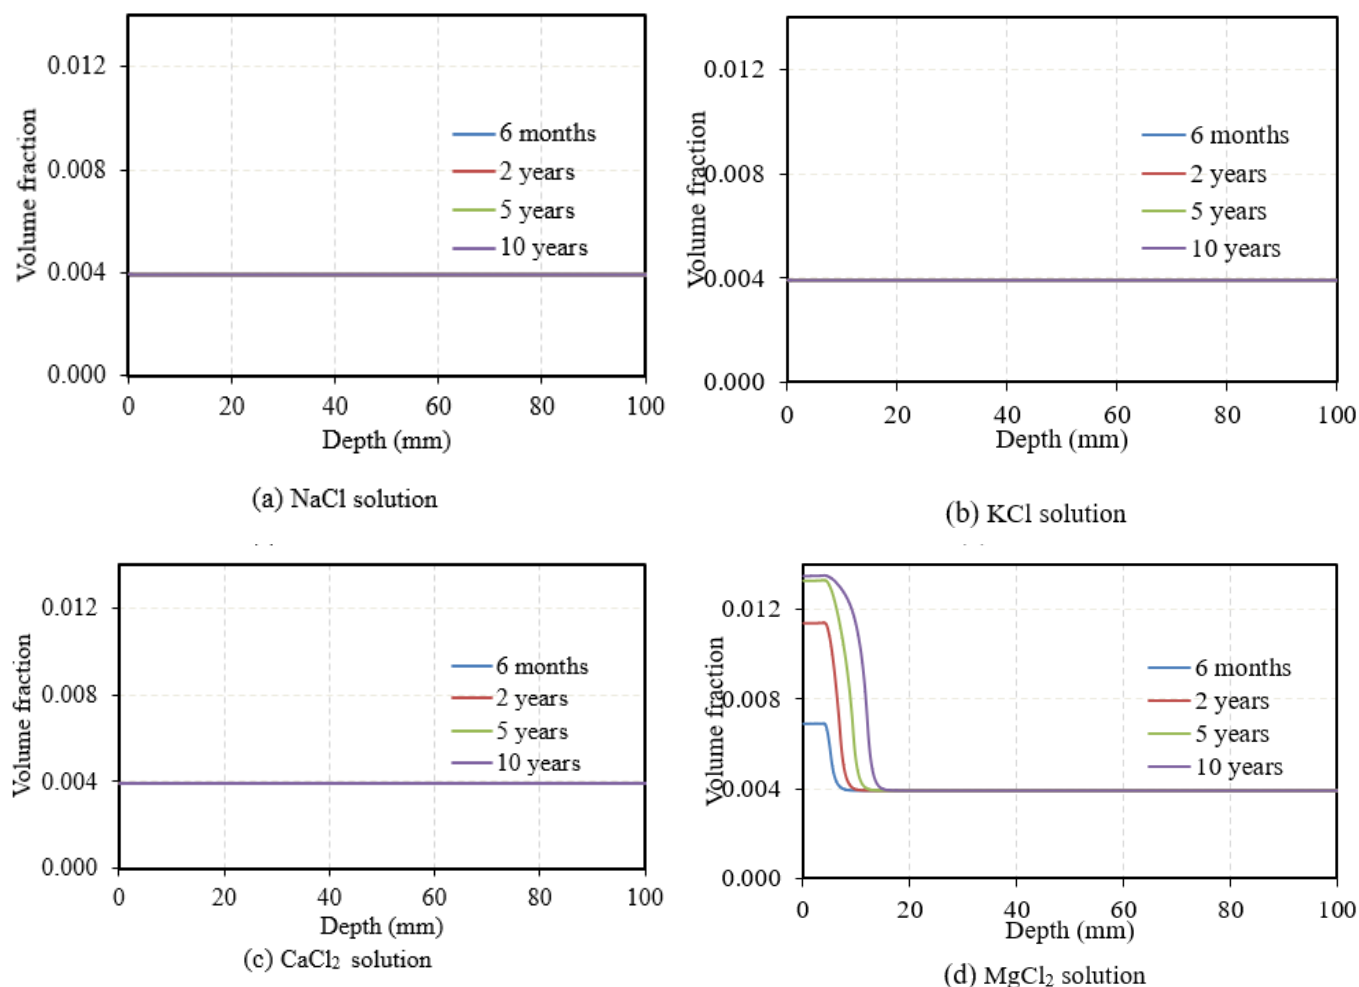 0.012
0.008
0.004
0.000
Volume fraction
6 months
2 years
5 years
10 years
0 20 40 60 80 100
Depth (mm)
(a) NaCl solution
0.012
0.008
0.004
0.000
Volume fraction
6 months
2 years
5 years
10 years
0 20 40 60 80 100
Depth (mm)
(b) KCl solution
0.012
0.008
0.004
0.000
Volume fraction
6 months
2 years
5 years
10 years
0 20 40 60 80 100
Depth (mm)
(c) CaCl₂ solution
0.012
0.008
0.004
0.000
Volume fraction
6 months
2 years
5 years
10 years
0 20 40 60 80 100
Depth (mm)
(d) MgCl₂ solution